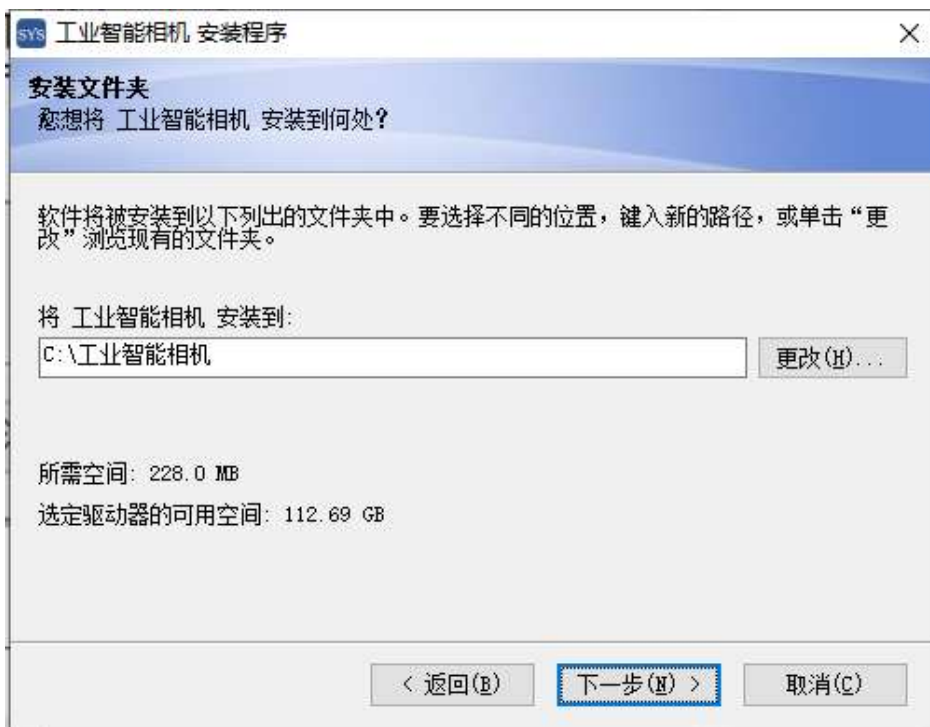 SYS 工业智能相机 安装程序
安装文件夹
您想将 工业智能相机 安装到何处?
软件将被安装到以下列出的文件夹中。要选择不同的位置，键入新的路径，或单击“更
改”浏览现有的文件夹。
将 工业智能相机 安装到:
C:\工业智能相机
更改(H)...
所需空间: 228.0 MB
选定驱动器的可用空间: 112.69 GB
< 返回(B)
下一步(N) >
取消(C)